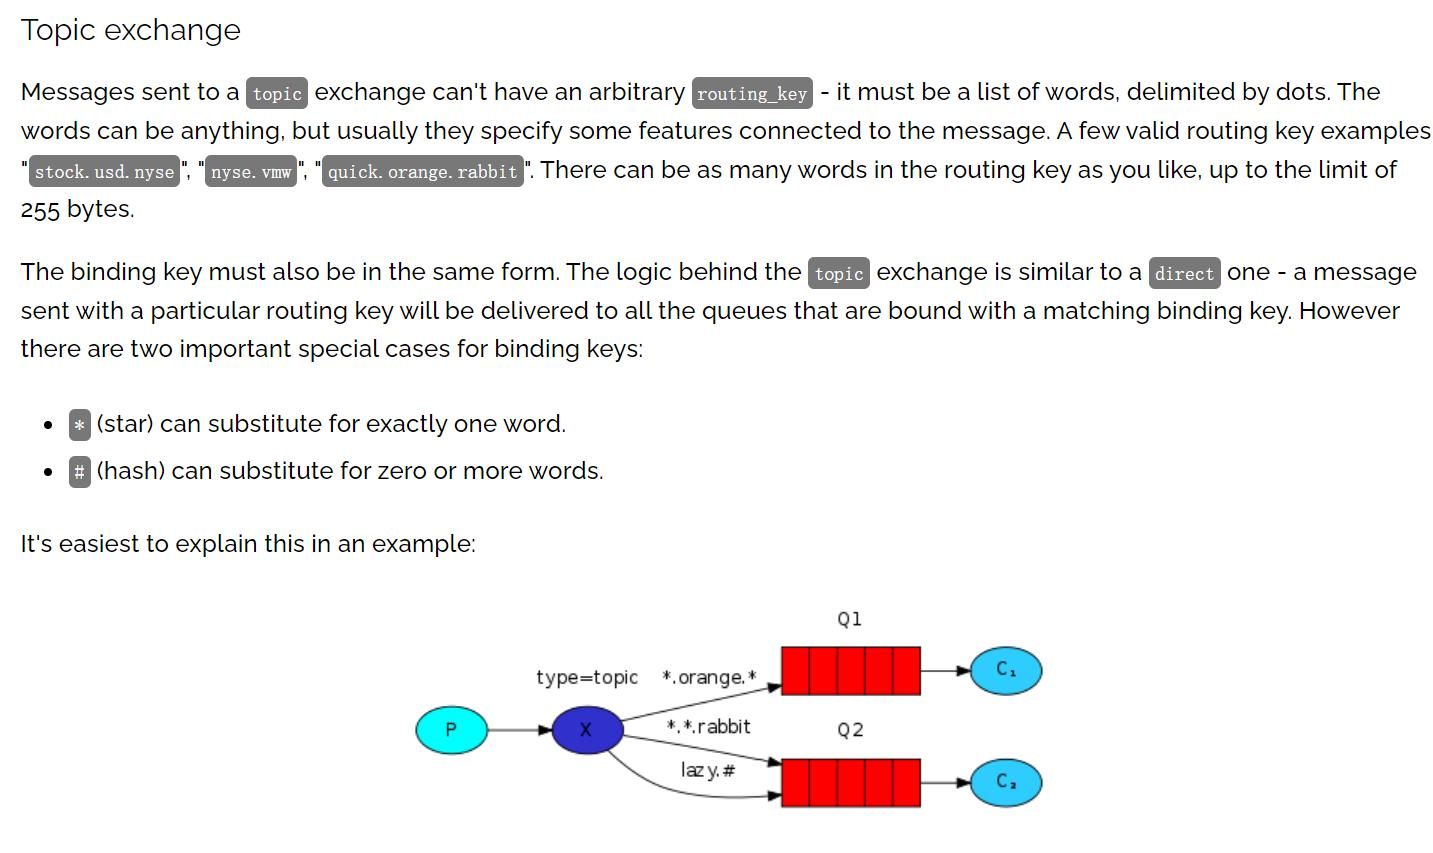 Topic exchange
Messages sent to a topic exchange can't have an arbitrary routing_key - it must be a list of words, delimited by dots. The
words can be anything, but usually they specify some features connected to the message. A few valid routing key examples
"stock.usd.nyse", "nyse.vmw", "quick.orange.rabbit". There can be as many words in the routing key as you like, up to the limit of
255 bytes.
The binding key must also be in the same form. The logic behind the topic exchange is similar to a direct one - a message
sent with a particular routing key will be delivered to all the queues that are bound with a matching binding key. However
there are two important special cases for binding keys:
• * (star) can substitute for exactly one word.
• # (hash) can substitute for zero or more words.
It's easiest to explain this in an example:
Q1
type=topic *.orange.*
C₁
P
X
*.*.rabbit
Q2
lazy.#
C₂